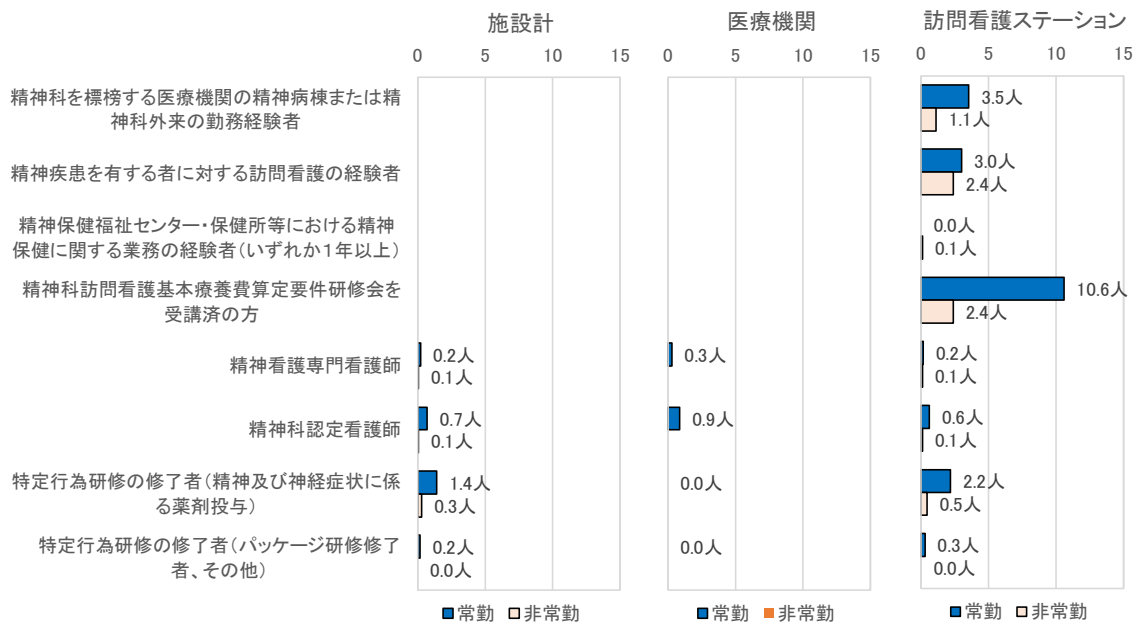 施設計
0 5 10 15
医療機関
0 5 10 15
訪問看護ステーション
0 5 10 15
精神科を標榜する医療機関の精神病棟または精
神科外来の勤務経験者
3.5人
1.1人
精神疾患を有する者に対する訪問看護の経験者
3.0人
2.4人
精神保健福祉センター・保健所等における精神
保健に関する業務の経験者(いずれか1年以上)
0.0人
0.1人
精神科訪問看護基本療養費算定要件研修会を
受講済の方
10.6人
2.4人
精神看護専門看護師
0.2人
0.1人
0.3人
0.2人
0.1人
精神科認定看護師
0.7人
0.1人
0.9人
0.6人
0.1人
特定行為研修の修了者(精神及び神経症状に係
る薬剤投与)
1.4人
0.3人
0.0人
2.2人
0.5人
特定行為研修の修了者(パッケージ研修修了
者、その他)
0.2人
0.0人
0.0人
0.3人
0.0人
常勤 非常勤
常勤 非常勤
常勤 非常勤